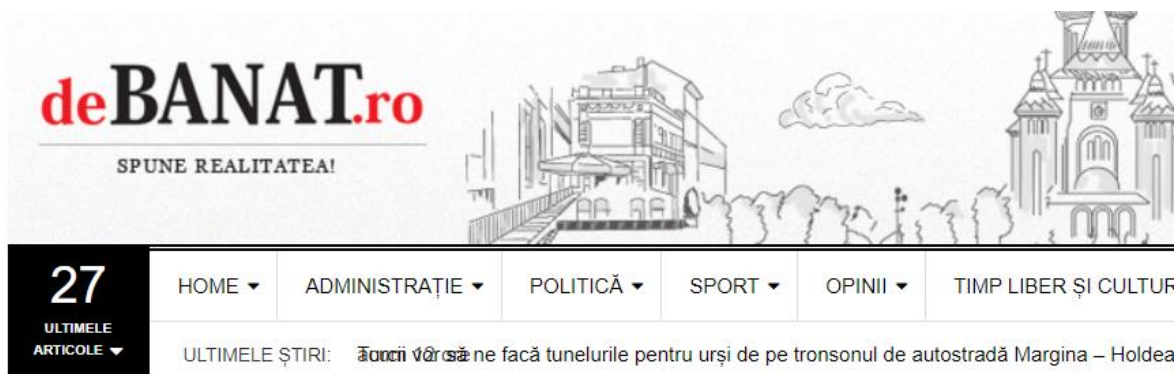 deBANAT.ro
SPUNE REALITATEA!
27
ULTIMELE
ARTICOLE
HOME
ADMINISTRAȚIE
POLITICĂ
SPORT
OPINII
TIMP LIBER ȘI CULTUR
ULTIMELE ȘTIRI: să ne facă tunelurile pentru urși de pe tronsonul de autostradă Margina – Holdea